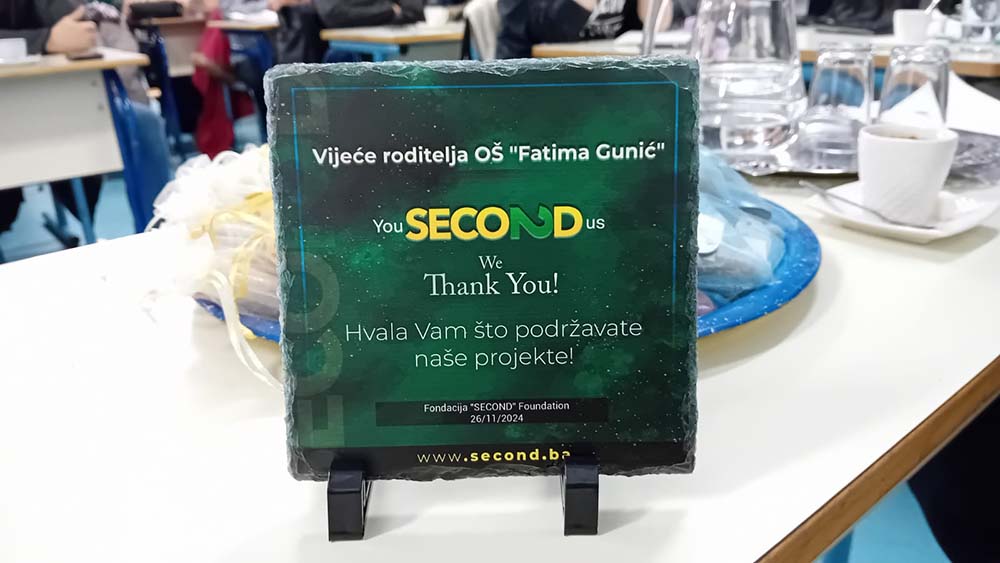 Vijeće roditelja OŠ "Fatima Gunić"
You SECOND us
We
Thank You!
Hvala Vam što podržavate
naše projekte!
Fondacija "SECOND" Foundation
26/11/2024
www.second.ba